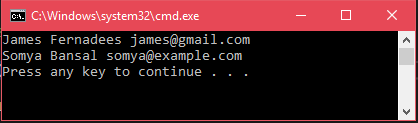 C:\Windows\system32\cmd.exe
James Fernadees james@gmail.com
Somya Bansal somya@example.com
Press any key to continue . . .